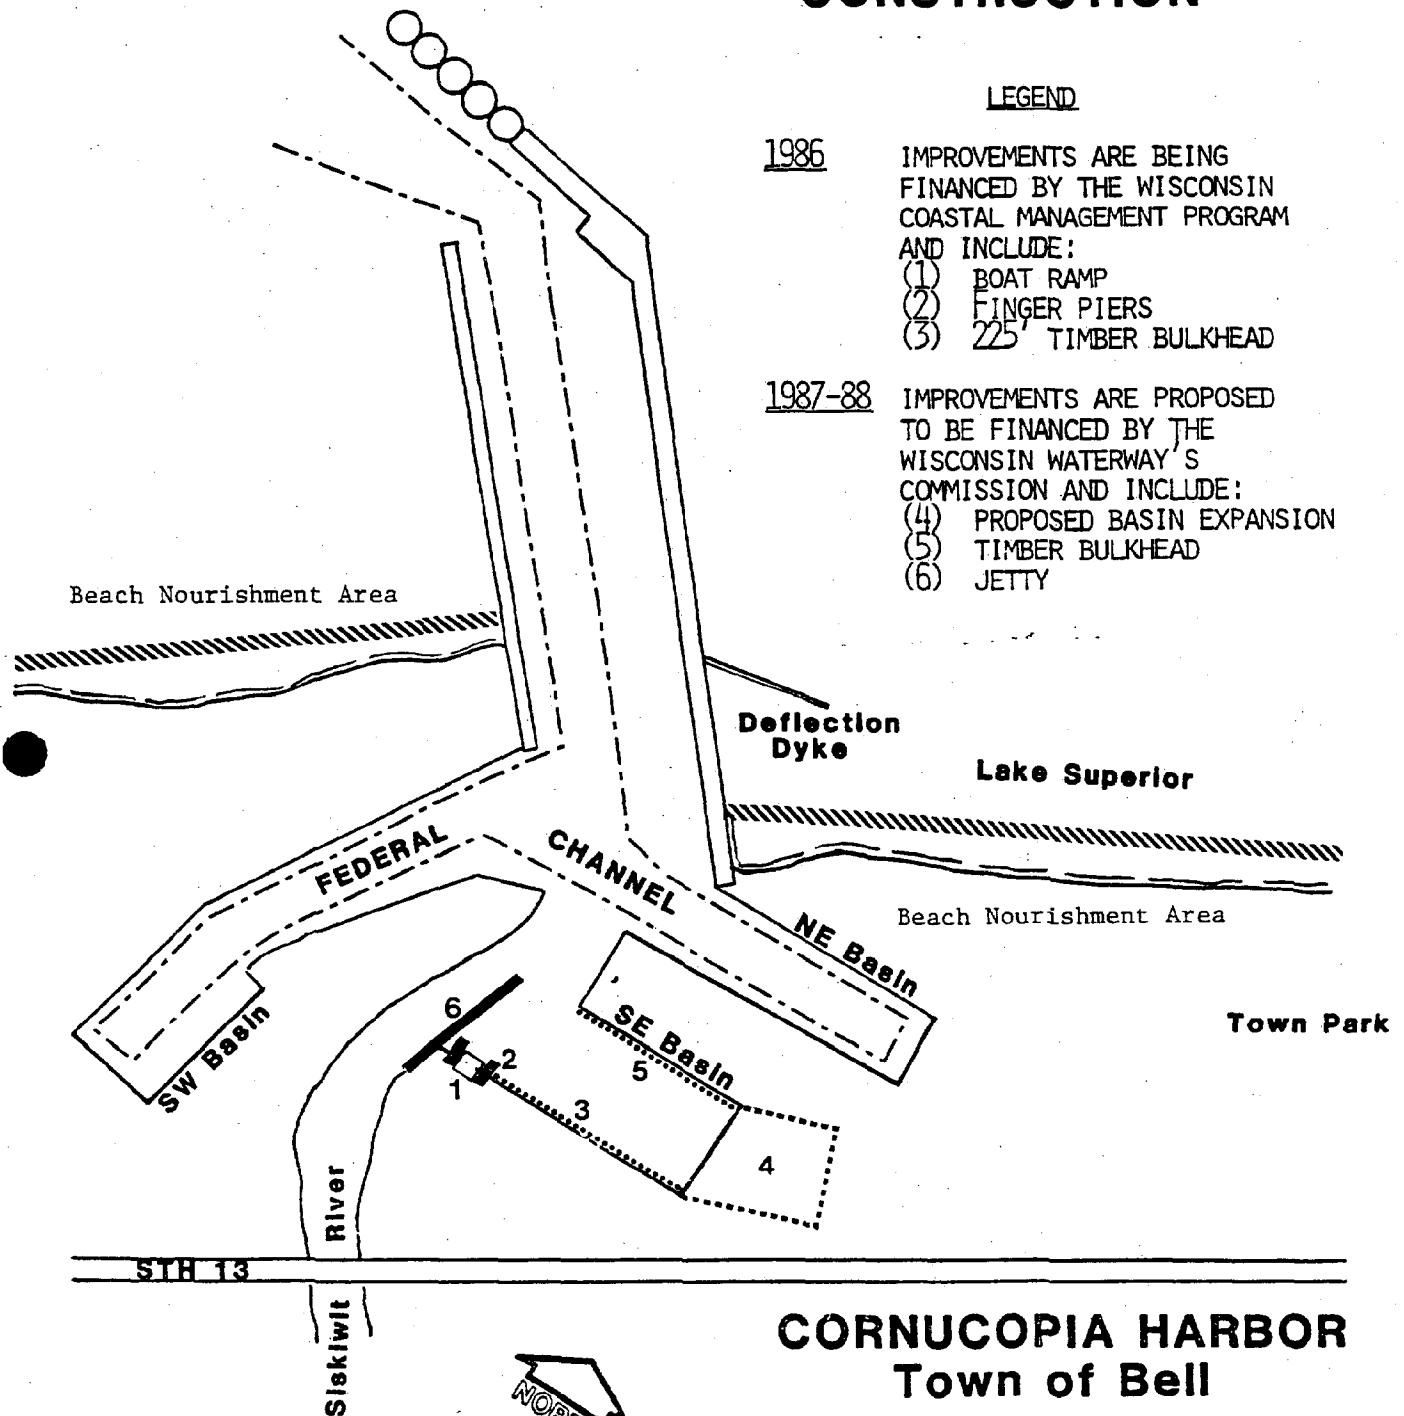 CONSTRUCTION
LEGEND
1986 IMPROVEMENTS ARE BEING
FINANCED BY THE WISCONSIN
COASTAL MANAGEMENT PROGRAM
AND INCLUDE:
(1) BOAT RAMP
(2) FINGER PIERS
(3) 225' TIMBER BULKHEAD
1987-88 IMPROVEMENTS ARE PROPOSED
TO BE FINANCED BY THE
WISCONSIN WATERWAY'S
COMMISSION AND INCLUDE:
(4) PROPOSED BASIN EXPANSION
(5) TIMBER BULKHEAD
(6) JETTY
Beach Nourishment Area
Deflection
Dyke
Lake Superior
FEDERAL CHANNEL
Beach Nourishment Area
NE Basin
SW Basin
SE Basin
Town Park
6
2
1
5
3
4
Siskiwit River
STH 13
CORNUCOPIA HARBOR
Town of Bell